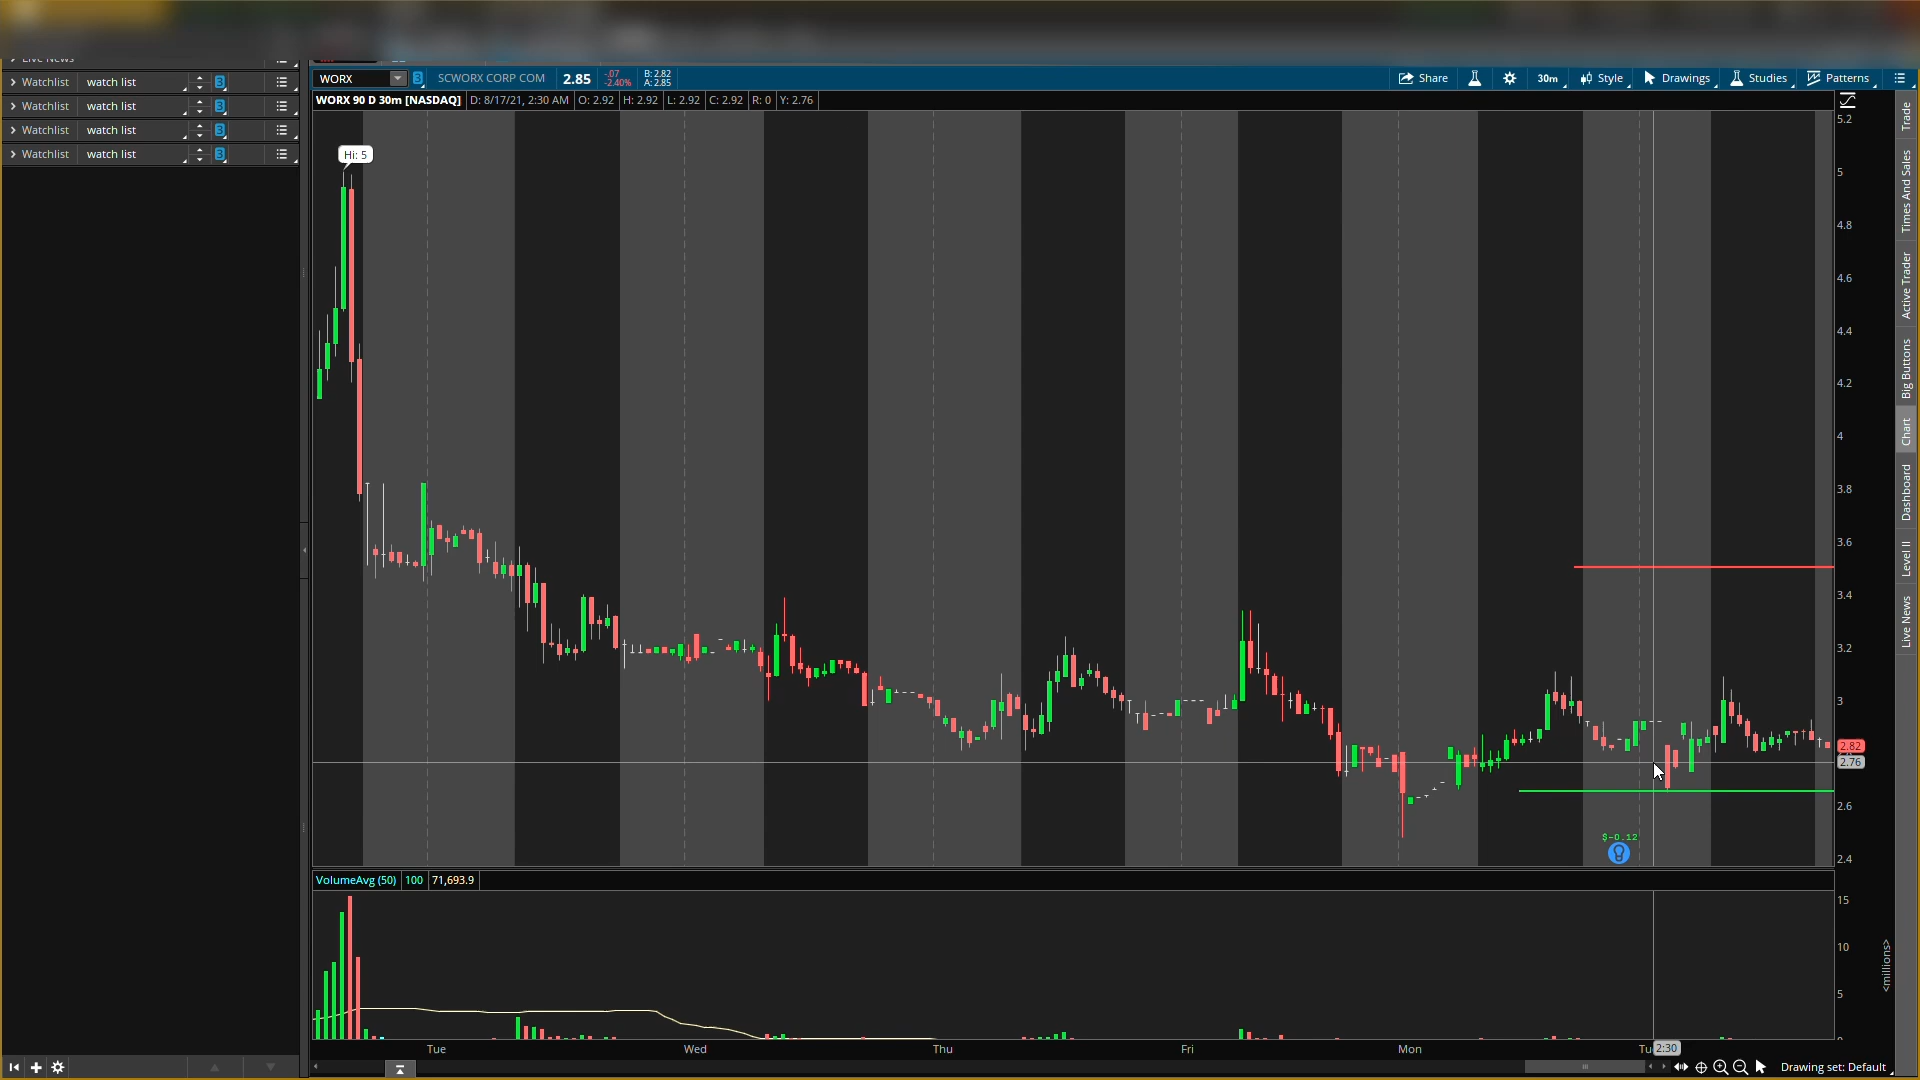 WORX 3 SCWORX CORP COM 2.85 -.07 -2.40% B: 2.82 A: 2.85 Share 30m Style Drawings Studies Patterns
WORX 90 D 30m [NASDAQ] D: 8/17/21, 2:30 AM O: 2.92 H: 2.92 L: 2.92 C: 2.92 R: 0 Y: 2.76
Watchlist watch list 3
Watchlist watch list 3
Watchlist watch list 3
Watchlist watch list 3
Hi: 5
5.2
5
4.8
4.6
4.4
4.2
4
3.8
3.6
3.4
3.2
3
2.82
2.76
2.6
2.4
$-0.12
VolumeAvg (50) 100 71,693.9
15
10
5
<millions>
Tue Wed Thu Fri Mon Tu 2:30
Drawing set: Default
Trade
Times And Sales
Active Trader
Big Buttons
Chart
Dashboard
Level II
Live News